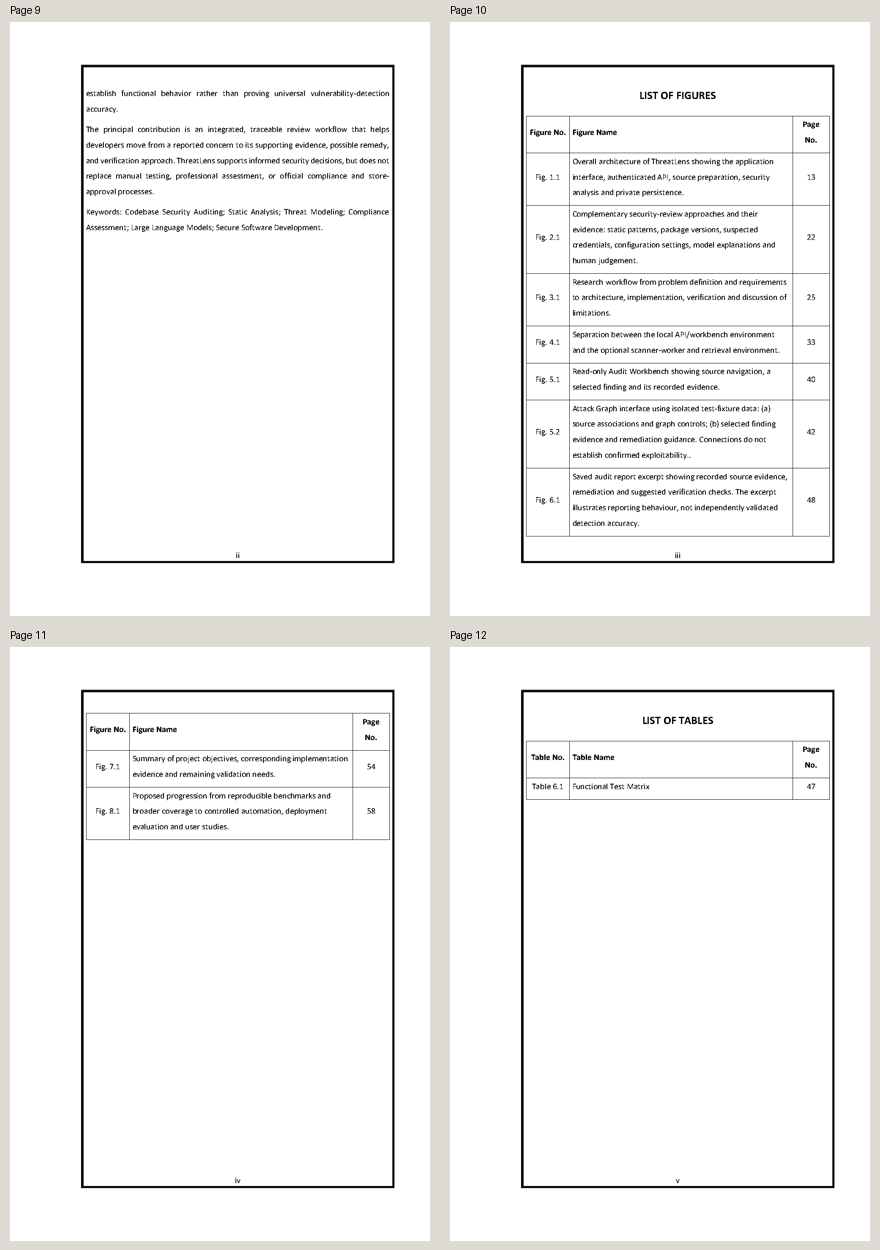 Page 9
establish functional behavior rather than proving universal vulnerability-detection
accuracy.
The principal contribution is an integrated, traceable review workflow that helps
developers move from a reported concern to its supporting evidence, possible remedy,
and verification approach. ThreatLens supports informed security decisions, but does not
replace manual testing, professional assessment, or official compliance and store-
approval processes.
Keywords: Codebase Security Auditing; Static Analysis; Threat Modeling; Compliance
Assessment; Large Language Models; Secure Software Development.
ii
Page 10
LIST OF FIGURES
Figure No. Figure Name Page No.
Fig. 1.1 Overall architecture of ThreatLens showing the application
interface, authenticated API, source preparation, security
analysis and private persistence. 13
Fig. 2.1 Complementary security-review approaches and their
evidence: static patterns, package versions, suspected
credentials, configuration settings, model explanations and
human judgement. 22
Fig. 3.1 Research workflow from problem definition and requirements
to architecture, implementation, verification and discussion of
limitations. 25
Fig. 4.1 Separation between the local API/workbench environment
and the optional scanner-worker and retrieval environment. 33
Fig. 5.1 Read-only Audit Workbench showing source navigation, a
selected finding and its recorded evidence. 40
Fig. 5.2 Attack Graph interface using isolated test-fixture data: (a)
source associations and graph controls; (b) selected finding
evidence and remediation guidance. Connections do not
establish confirmed exploitability.. 42
Fig. 6.1 Saved audit report excerpt showing recorded source evidence,
remediation and suggested verification checks. The excerpt
illustrates reporting behaviour, not independently validated
detection accuracy. 48
iii
Page 11
Figure No. Figure Name Page No.
Fig. 7.1 Summary of project objectives, corresponding implementation
evidence and remaining validation needs. 54
Fig. 8.1 Proposed progression from reproducible benchmarks and
broader coverage to controlled automation, deployment
evaluation and user studies. 58
iv
Page 12
LIST OF TABLES
Table No. Table Name Page No.
Table 6.1 Functional Test Matrix 47
v